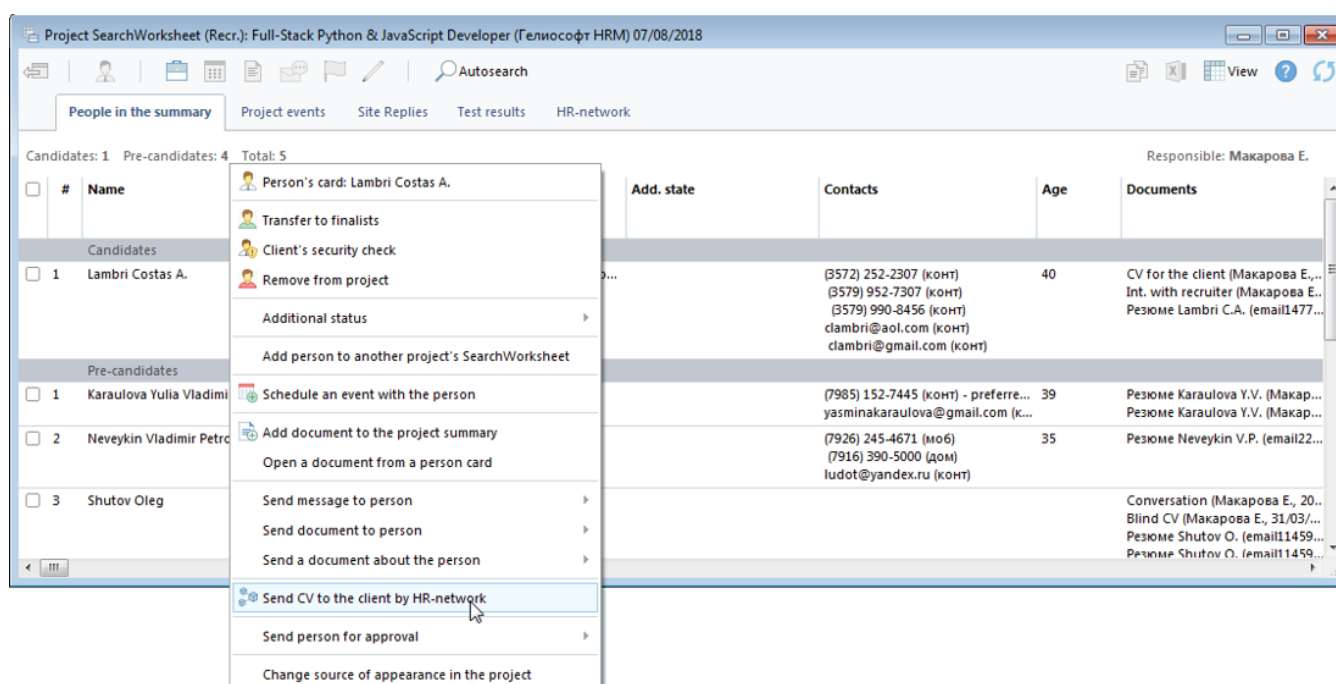 Project SearchWorksheet (Recr.): Full-Stack Python & JavaScript Developer (Гелиософт HRM) 07/08/2018
Autosearch
View
People in the summary
Project events
Site Replies
Test results
HR-network
Candidates: 1 Pre-candidates: 4 Total: 5
Responsible: Макарова Е.
# Name
Add. state
Contacts
Age
Documents
Candidates
1 Lambri Costas A.
(3572) 252-2307 (конт)
(3579) 952-7307 (конт)
(3579) 990-8456 (конт)
clambri@aol.com (конт)
clambri@gmail.com (конт)
40
CV for the client (Макарова Е.,..
Int. with recruiter (Макарова Е..
Резюме Lambri C.A. (email1477...
Pre-candidates
1 Karaulova Yulia Vladimi
(7985) 152-7445 (конт) - preferre...
yasminakaraulova@gmail.com (к...
39
Резюме Karaulova Y.V. (Макар...
Резюме Karaulova Y.V. (Макар...
2 Neveykin Vladimir Petro
(7926) 245-4671 (моб)
(7916) 390-5000 (дом)
ludot@yandex.ru (конт)
35
Резюме Neveykin V.P. (email22...
3 Shutov Oleg
Conversation (Макарова Е., 20..
Blind CV (Макарова Е., 31/03/...
Резюме Shutov O. (email11459...
Резюме Shutov O. (email11459...
Person's card: Lambri Costas A.
Transfer to finalists
Client's security check
Remove from project
Additional status
Add person to another project's SearchWorksheet
Schedule an event with the person
Add document to the project summary
Open a document from a person card
Send message to person
Send document to person
Send a document about the person
Send CV to the client by HR-network
Send person for approval
Change source of appearance in the project